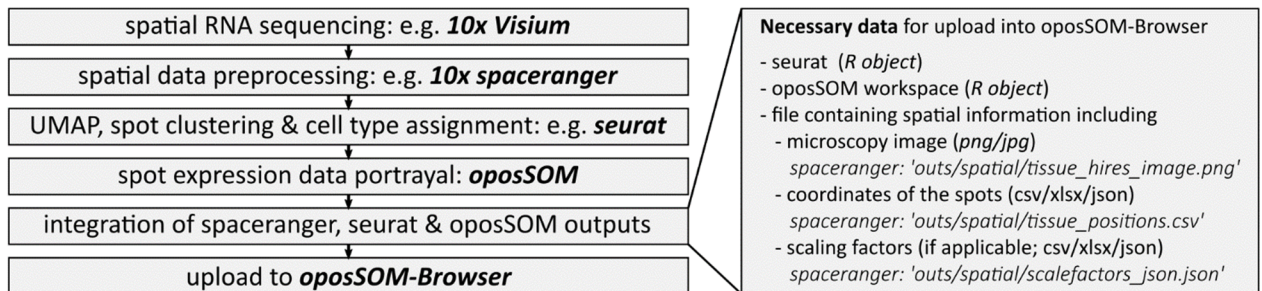 spatial RNA sequencing: e.g. 10x Visium
spatial data preprocessing: e.g. 10x spaceranger
UMAP, spot clustering & cell type assignment: e.g. seurat
spot expression data portrayal: oposSOM
integration of spaceranger, seurat & oposSOM outputs
upload to oposSOM-Browser
Necessary data for upload into oposSOM-Browser
- seurat (R object)
- oposSOM workspace (R object)
- file containing spatial information including
- microscopy image (png/jpg)
spaceranger: 'outs/spatial/tissue_hires_image.png'
- coordinates of the spots (csv/xlsx/json)
spaceranger: 'outs/spatial/tissue_positions.csv'
- scaling factors (if applicable; csv/xlsx/json)
spaceranger: 'outs/spatial/scalefactors_json.json'